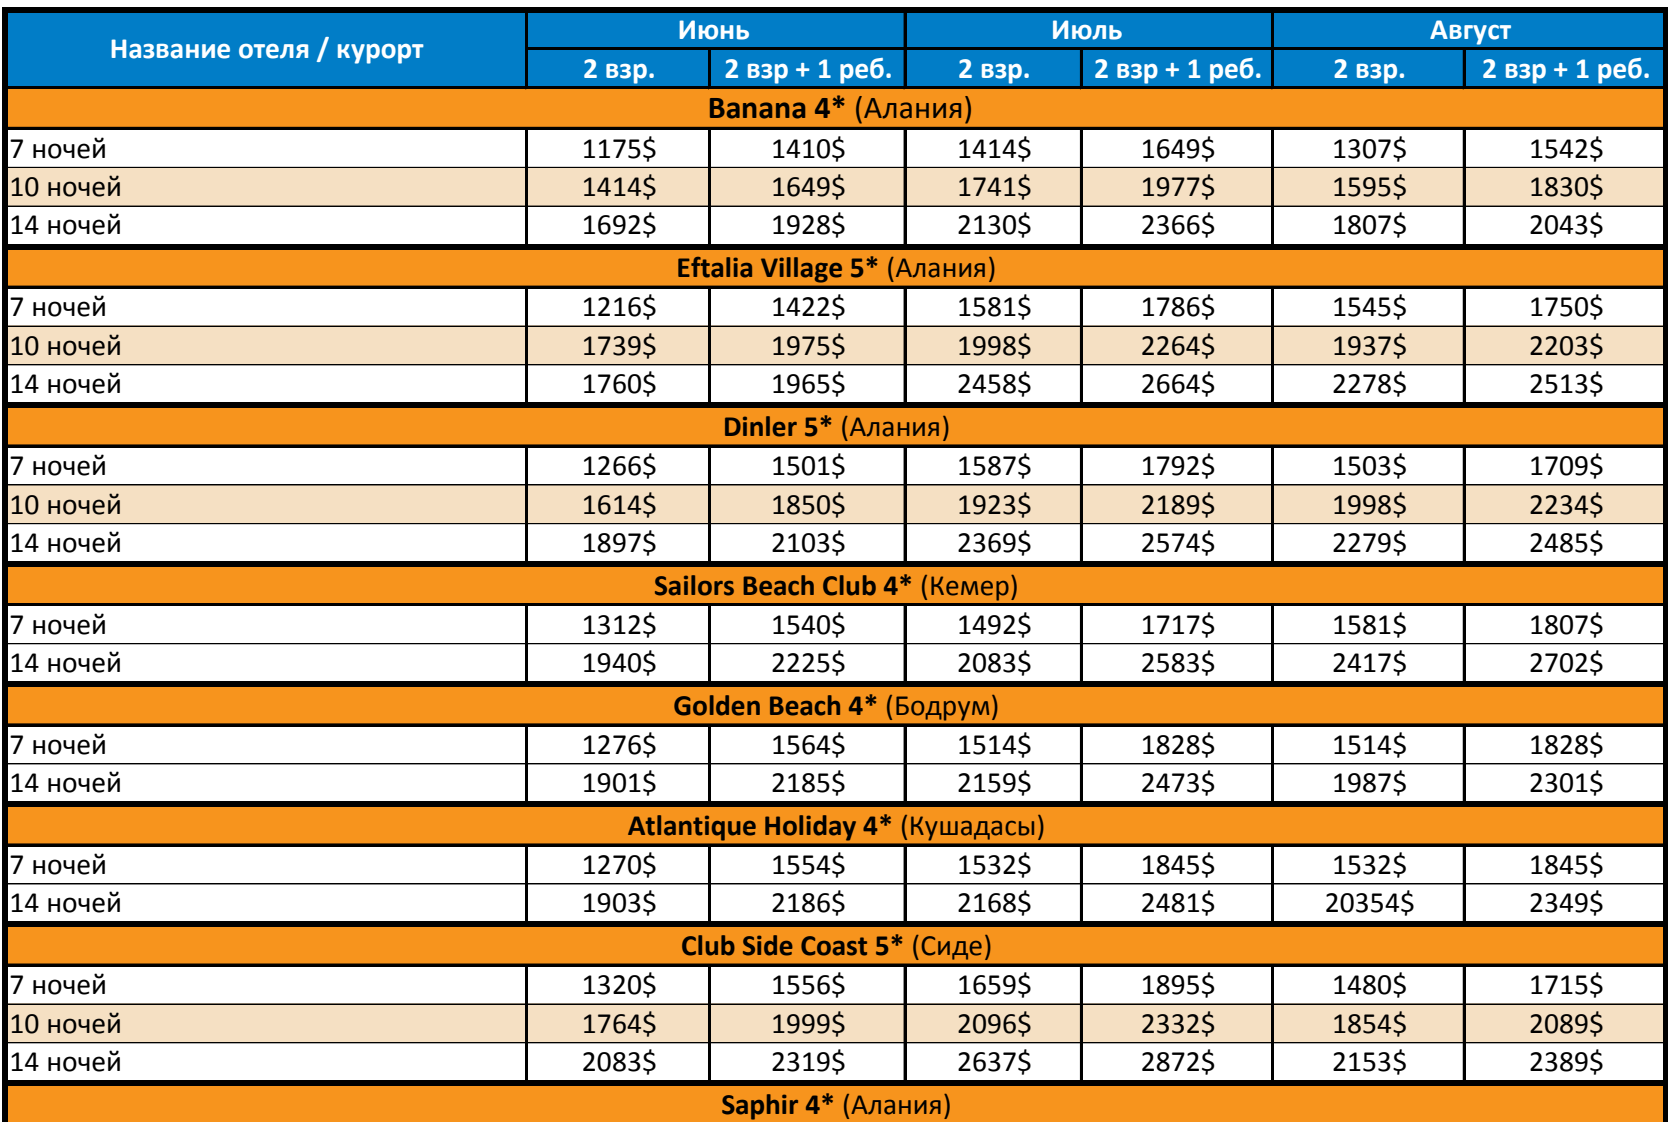 Название отеля / курорт Июнь Июль Август
2 взр. 2 взр + 1 реб. 2 взр. 2 взр + 1 реб. 2 взр. 2 взр + 1 реб.
Banana 4* (Алания)
7 ночей 1175$ 1410$ 1414$ 1649$ 1307$ 1542$
10 ночей 1414$ 1649$ 1741$ 1977$ 1595$ 1830$
14 ночей 1692$ 1928$ 2130$ 2366$ 1807$ 2043$
Eftalia Village 5* (Алания)
7 ночей 1216$ 1422$ 1581$ 1786$ 1545$ 1750$
10 ночей 1739$ 1975$ 1998$ 2264$ 1937$ 2203$
14 ночей 1760$ 1965$ 2458$ 2664$ 2278$ 2513$
Dinler 5* (Алания)
7 ночей 1266$ 1501$ 1587$ 1792$ 1503$ 1709$
10 ночей 1614$ 1850$ 1923$ 2189$ 1998$ 2234$
14 ночей 1897$ 2103$ 2369$ 2574$ 2279$ 2485$
Sailors Beach Club 4* (Кемер)
7 ночей 1312$ 1540$ 1492$ 1717$ 1581$ 1807$
14 ночей 1940$ 2225$ 2083$ 2583$ 2417$ 2702$
Golden Beach 4* (Бодрум)
7 ночей 1276$ 1564$ 1514$ 1828$ 1514$ 1828$
14 ночей 1901$ 2185$ 2159$ 2473$ 1987$ 2301$
Atlantique Holiday 4* (Кушадасы)
7 ночей 1270$ 1554$ 1532$ 1845$ 1532$ 1845$
14 ночей 1903$ 2186$ 2168$ 2481$ 20354$ 2349$
Club Side Coast 5* (Сиде)
7 ночей 1320$ 1556$ 1659$ 1895$ 1480$ 1715$
10 ночей 1764$ 1999$ 2096$ 2332$ 1854$ 2089$
14 ночей 2083$ 2319$ 2637$ 2872$ 2153$ 2389$
Saphir 4* (Алания)